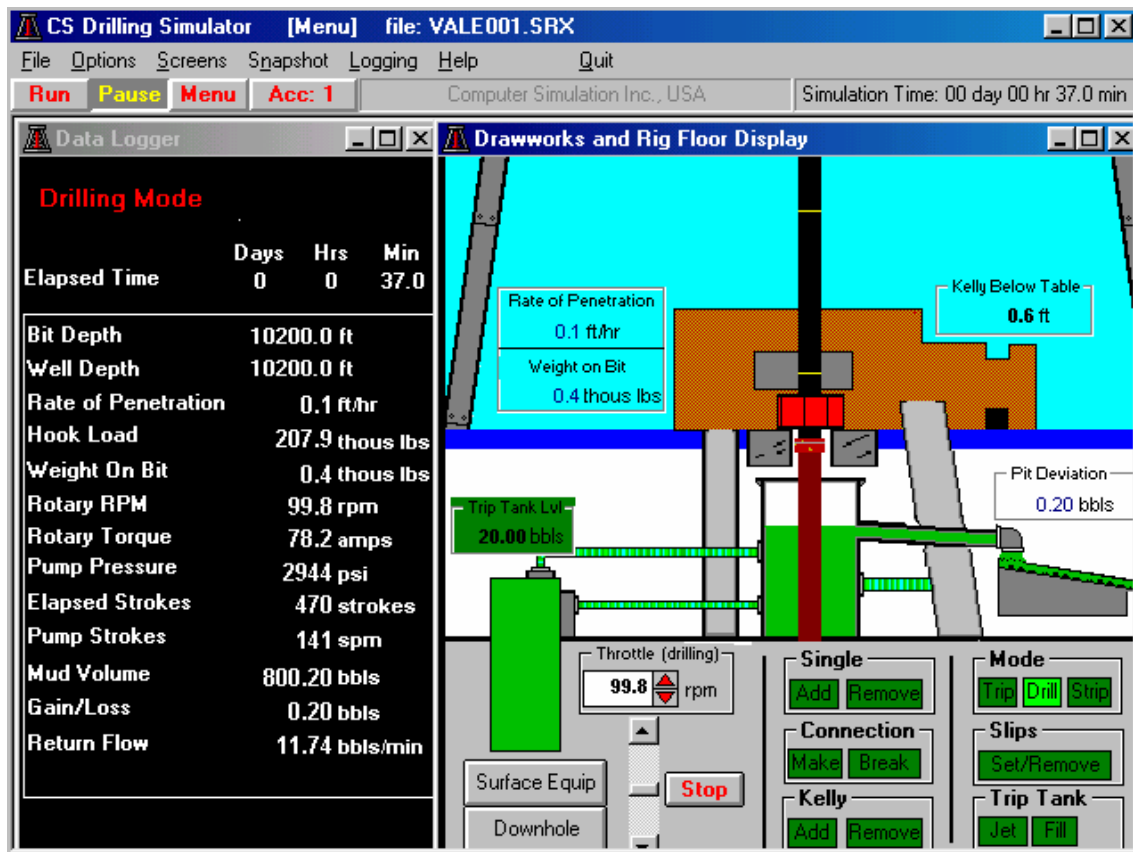 CS Drilling Simulator [Menu] file: VALE001.SRX
File Options Screens Snapshot Logging Help Quit
Run Pause Menu Acc: 1 Computer Simulation Inc., USA Simulation Time: 00 day 00 hr 37.0 min
Data Logger
Drilling Mode
Days Hrs Min
Elapsed Time 0 0 37.0
Bit Depth 10200.0 ft
Well Depth 10200.0 ft
Rate of Penetration 0.1 ft/hr
Hook Load 207.9 thous lbs
Weight On Bit 0.4 thous lbs
Rotary RPM 99.8 rpm
Rotary Torque 78.2 amps
Pump Pressure 2944 psi
Elapsed Strokes 470 strokes
Pump Strokes 141 spm
Mud Volume 800.20 bbls
Gain/Loss 0.20 bbls
Return Flow 11.74 bbls/min
Drawworks and Rig Floor Display
Rate of Penetration
0.1 ft/hr
Weight on Bit
0.4 thous lbs
Kelly Below Table
0.6 ft
Pit Deviation
0.20 bbls
Trip Tank Lvl
20.00 bbls
Throttle (drilling)
99.8 rpm
Surface Equip
Downhole
Stop
Single
Add Remove
Connection
Make Break
Kelly
Add Remove
Mode
Trip Drill Strip
Slips
Set/Remove
Trip Tank
Jet Fill